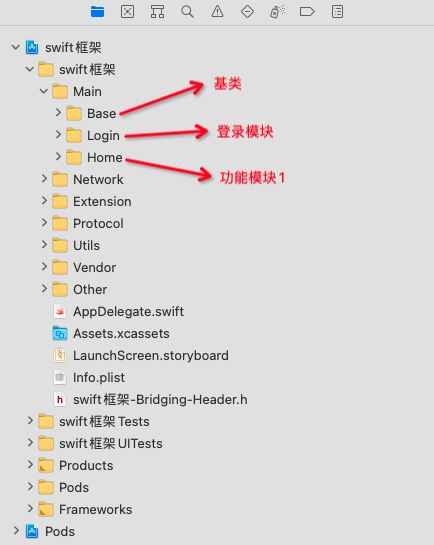 swift框架
swift框架
Main
Base
基类
Login
登录模块
Home
功能模块1
Network
Extension
Protocol
Utils
Vendor
Other
AppDelegate.swift
Assets.xcassets
LaunchScreen.storyboard
Info.plist
h swift框架-Bridging-Header.h
swift框架Tests
swift框架UITests
Products
Pods
Frameworks
Pods